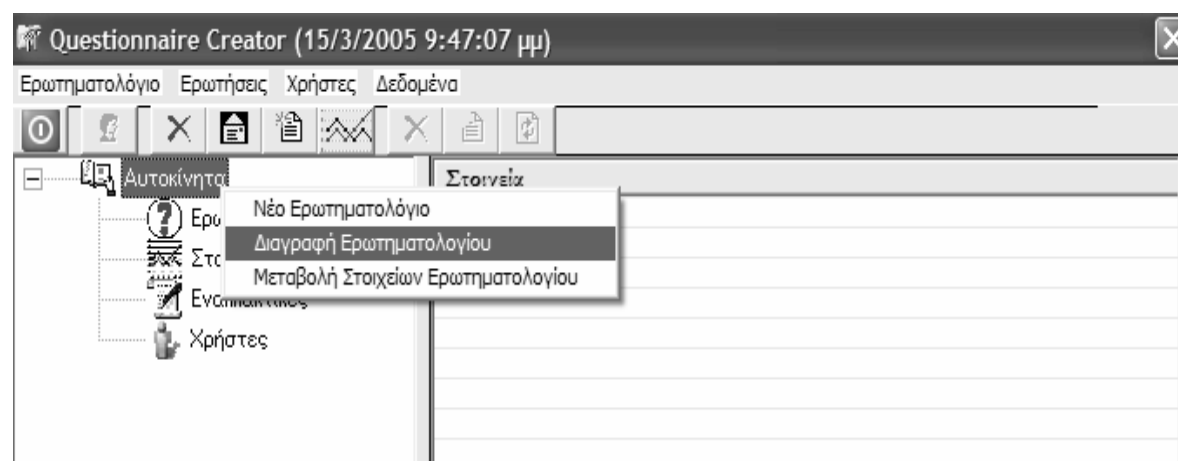 Questionnaire Creator (15/3/2005 9:47:07 μμ)
Ερωτηματολόγιο Ερωτήσεις Χρήστες Δεδομένα
Αυτοκίνητα
Στοιχεία
Νέο Ερωτηματολόγιο
Διαγραφή Ερωτηματολογίου
Μεταβολή Στοιχείων Ερωτηματολογίου
Χρήστες